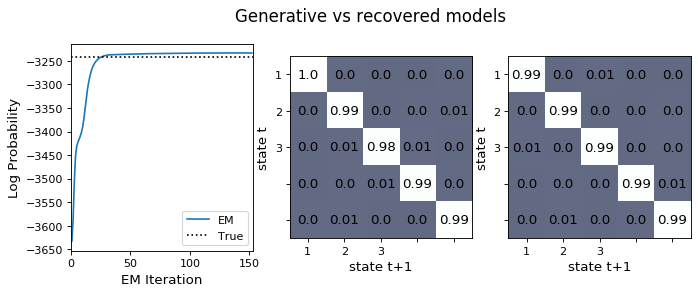 Generative vs recovered models
Log Probability
−3250
−3300
−3350
−3400
−3450
−3500
−3550
−3600
−3650
EM
True
0 50 100 150
EM Iteration
state t
1 1.0 0.0 0.0 0.0 0.0
2 0.0 0.99 0.0 0.0 0.01
3 0.0 0.01 0.98 0.01 0.0
0.0 0.0 0.01 0.99 0.0
0.0 0.01 0.0 0.0 0.99
1 2 3
state t+1
state t
1 0.99 0.0 0.01 0.0 0.0
2 0.0 0.99 0.0 0.0 0.0
3 0.01 0.0 0.99 0.0 0.0
0.0 0.0 0.0 0.99 0.01
0.0 0.01 0.0 0.0 0.99
1 2 3
state t+1